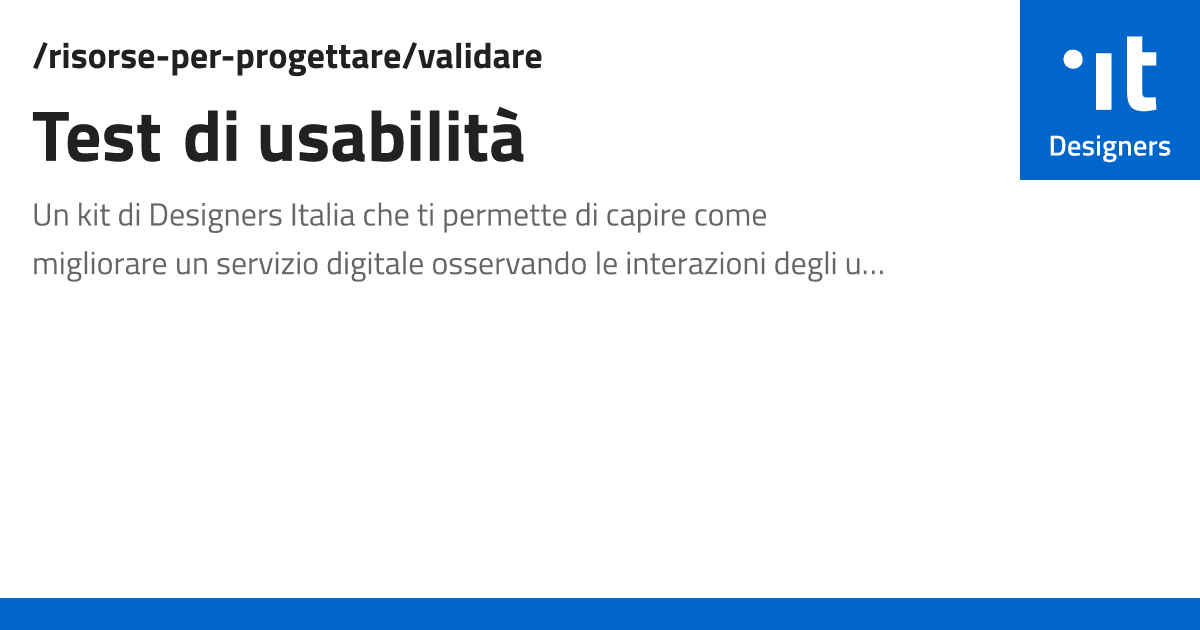 /risorse-per-progettare/validare
Test di usabilità
Un kit di Designers Italia che ti permette di capire come
migliorare un servizio digitale osservando le interazioni degli u…
.it
Designers